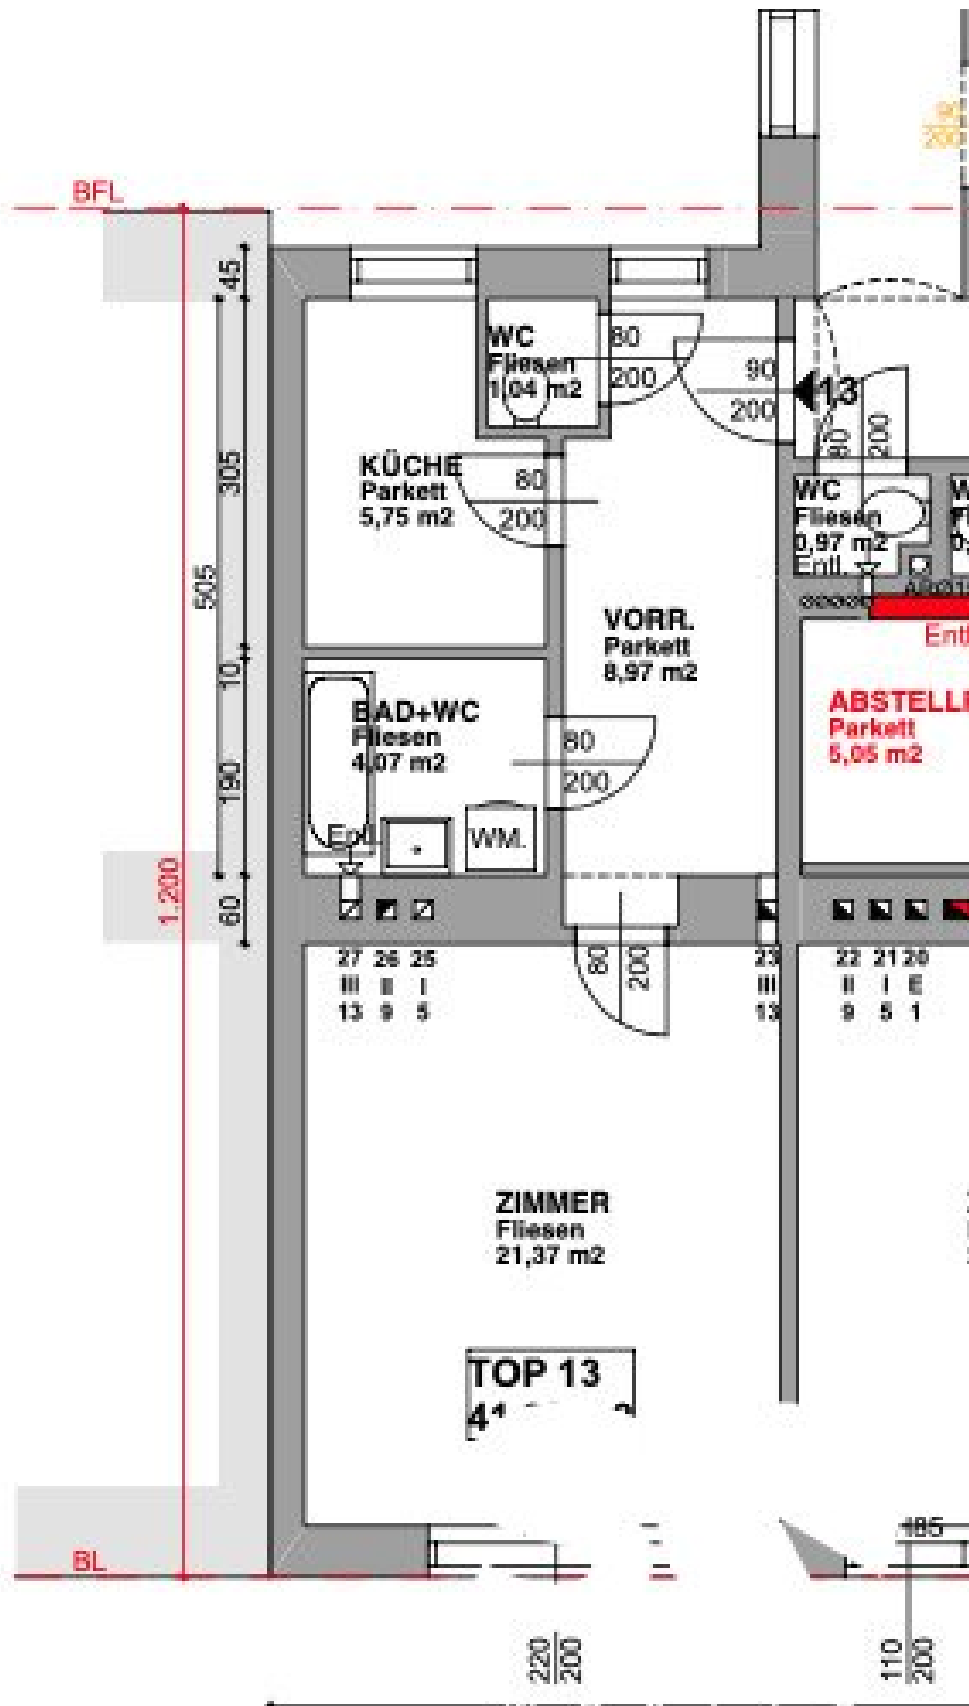 90
200
BFL
45
WC
Fliesen
1,04 m2
80
200
90
200
13
80
200
KÜCHE
Parkett
5,75 m2
80
200
305
505
WC
Fliesen
0,97 m2
Entl.
VORR.
Parkett
8,97 m2
10
BAD+WC
Fliesen
4,07 m2
80
200
ABSTELL
Parkett
5,05 m2
190
WM.
1.200
60
27 26 25
III II I
13 9 5
80
200
23
III
13
22 21 20
II I E
9 5 1
ZIMMER
Fliesen
21,37 m2
TOP 13
BL
185
220
200
110
200